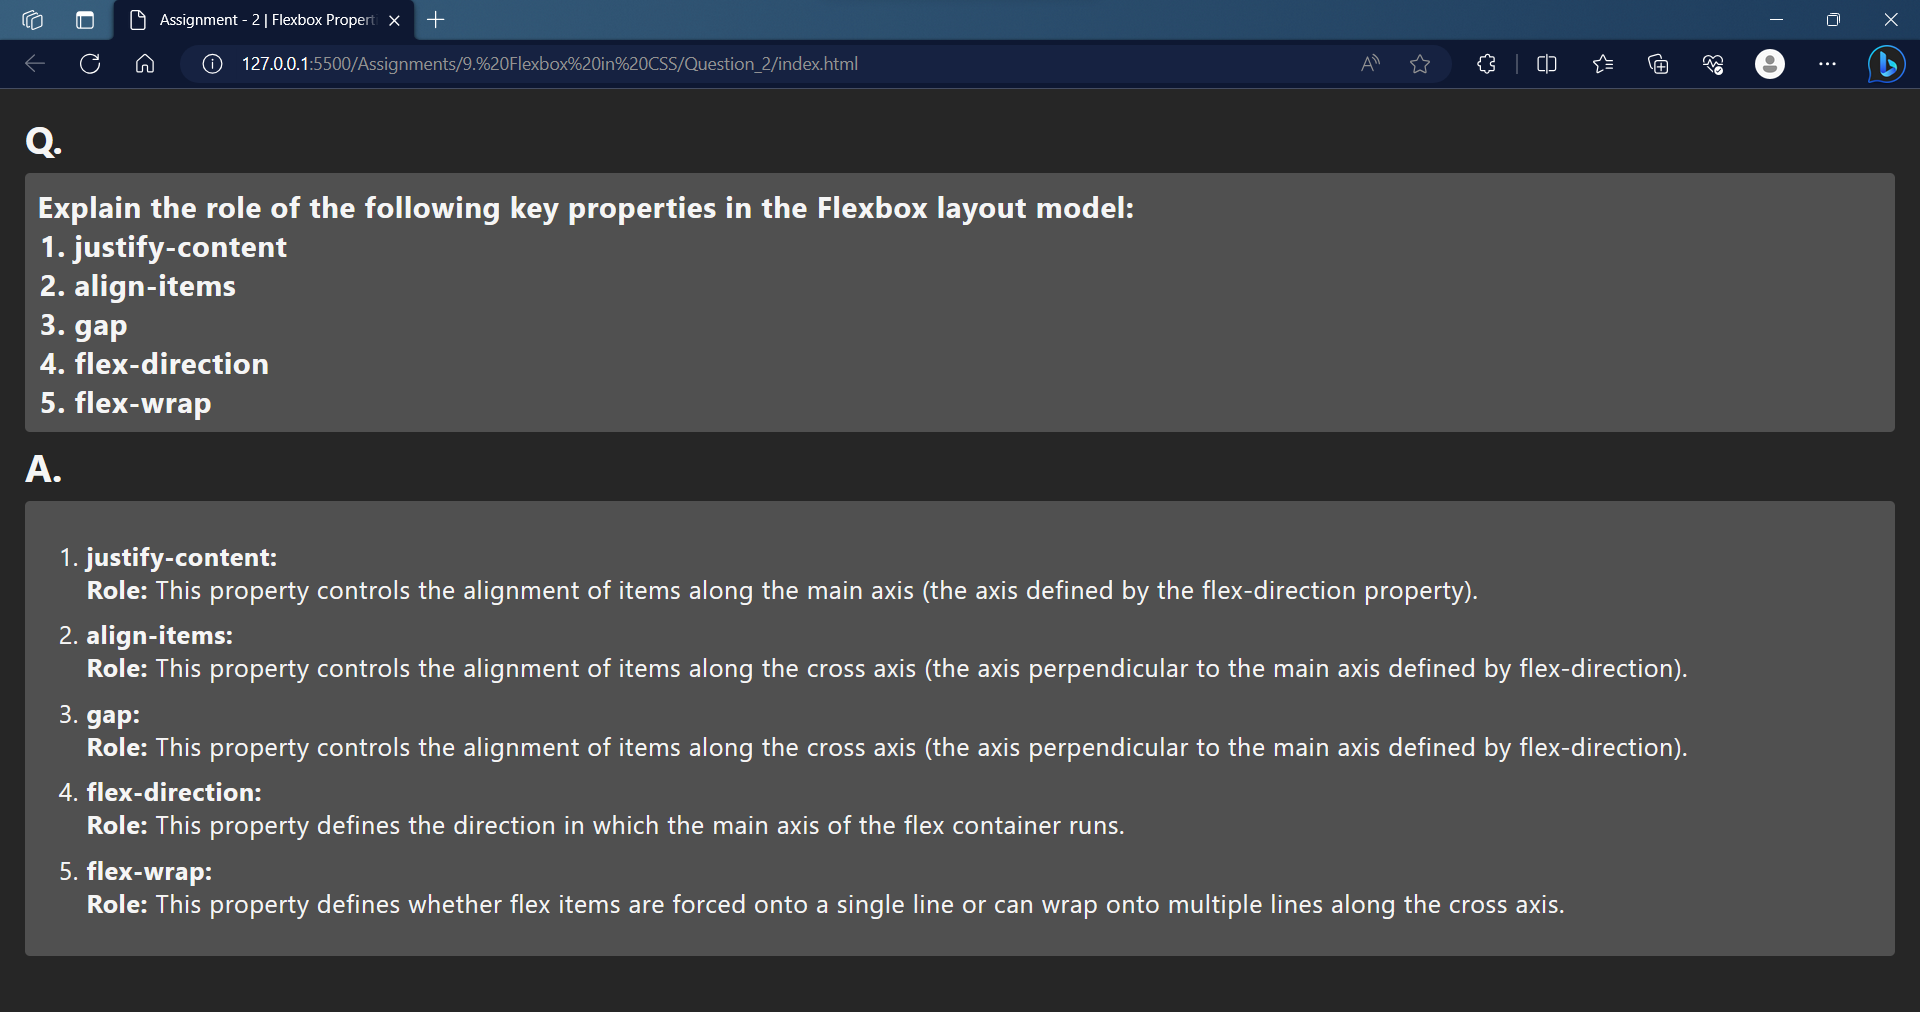 Assignment - 2 | Flexbox Propert
127.0.0.1:5500/Assignments/9.%20Flexbox%20in%20CSS/Question_2/index.html
Q.
Explain the role of the following key properties in the Flexbox layout model:
1. justify-content
2. align-items
3. gap
4. flex-direction
5. flex-wrap
A.
1. justify-content:
Role: This property controls the alignment of items along the main axis (the axis defined by the flex-direction property).
2. align-items:
Role: This property controls the alignment of items along the cross axis (the axis perpendicular to the main axis defined by flex-direction).
3. gap:
Role: This property controls the alignment of items along the cross axis (the axis perpendicular to the main axis defined by flex-direction).
4. flex-direction:
Role: This property defines the direction in which the main axis of the flex container runs.
5. flex-wrap:
Role: This property defines whether flex items are forced onto a single line or can wrap onto multiple lines along the cross axis.